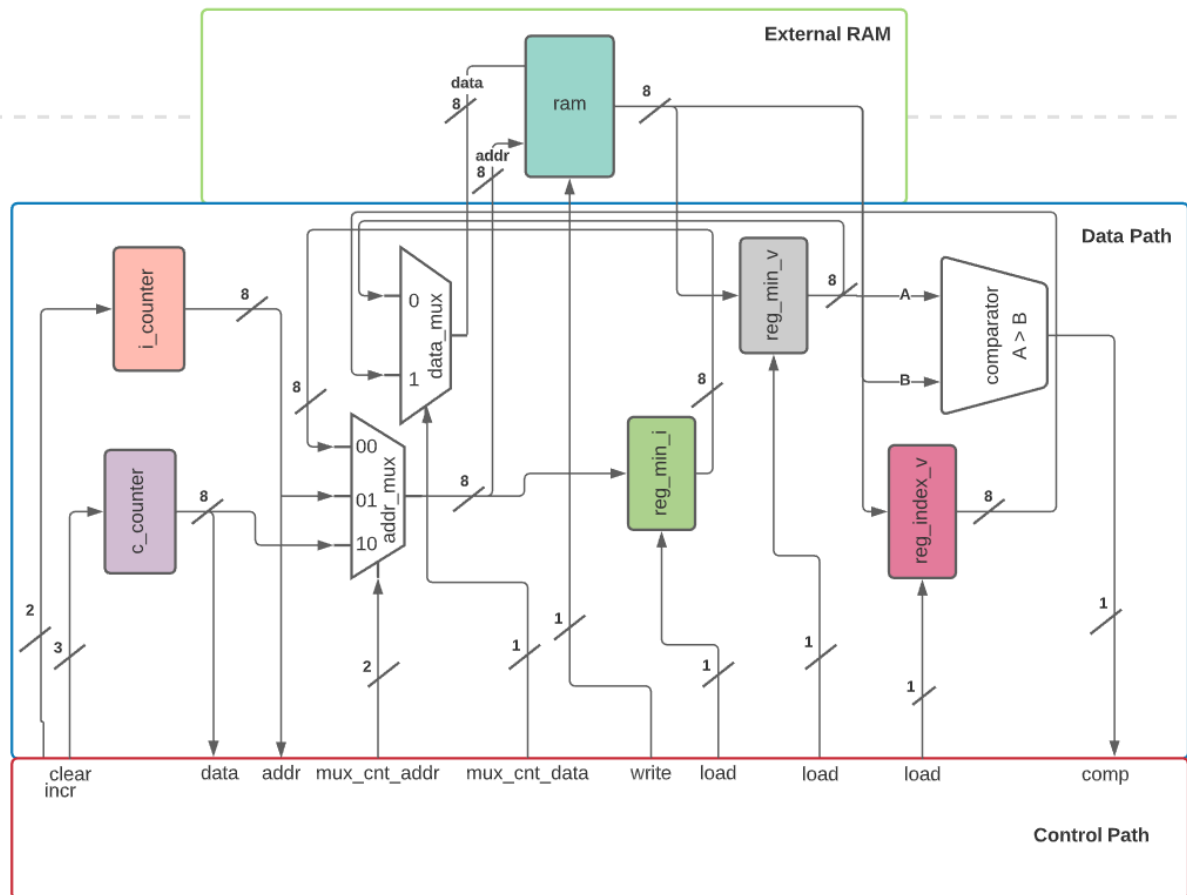 External RAM
data
8
ram
8
addr
8
Data Path
i_counter
8
0
data_mux
1
reg_min_v
8
A
comparator
A > B
B
8
8
c_counter
8
00
01
10
addr_mux
8
reg_min_i
reg_index_v
8
2
3
2
1
1
1
1
1
1
clear
incr
data
addr
mux_cnt_addr
mux_cnt_data
write
load
load
load
comp
Control Path